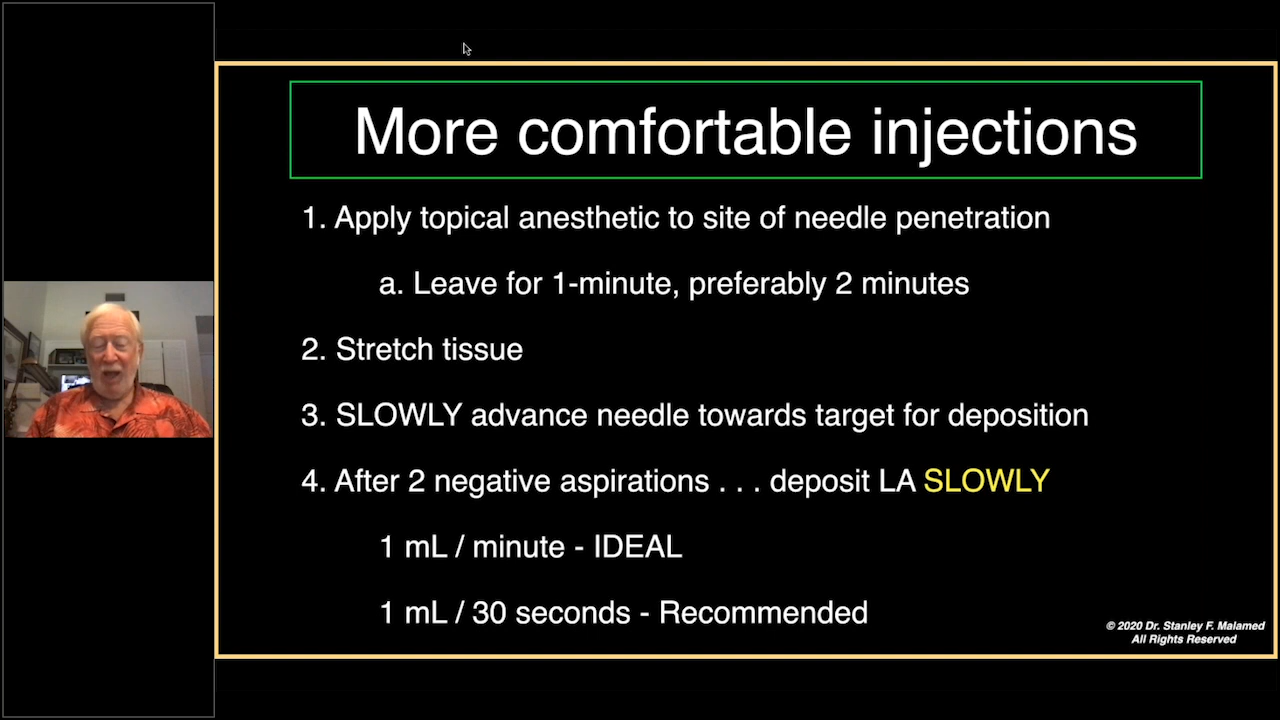 More comfortable injections
1. Apply topical anesthetic to site of needle penetration
a. Leave for 1-minute, preferably 2 minutes
2. Stretch tissue
3. SLOWLY advance needle towards target for deposition
4. After 2 negative aspirations . . . deposit LA SLOWLY
1 mL / minute - IDEAL
1 mL / 30 seconds - Recommended
© 2020 Dr. Stanley F. Malamed
All Rights Reserved